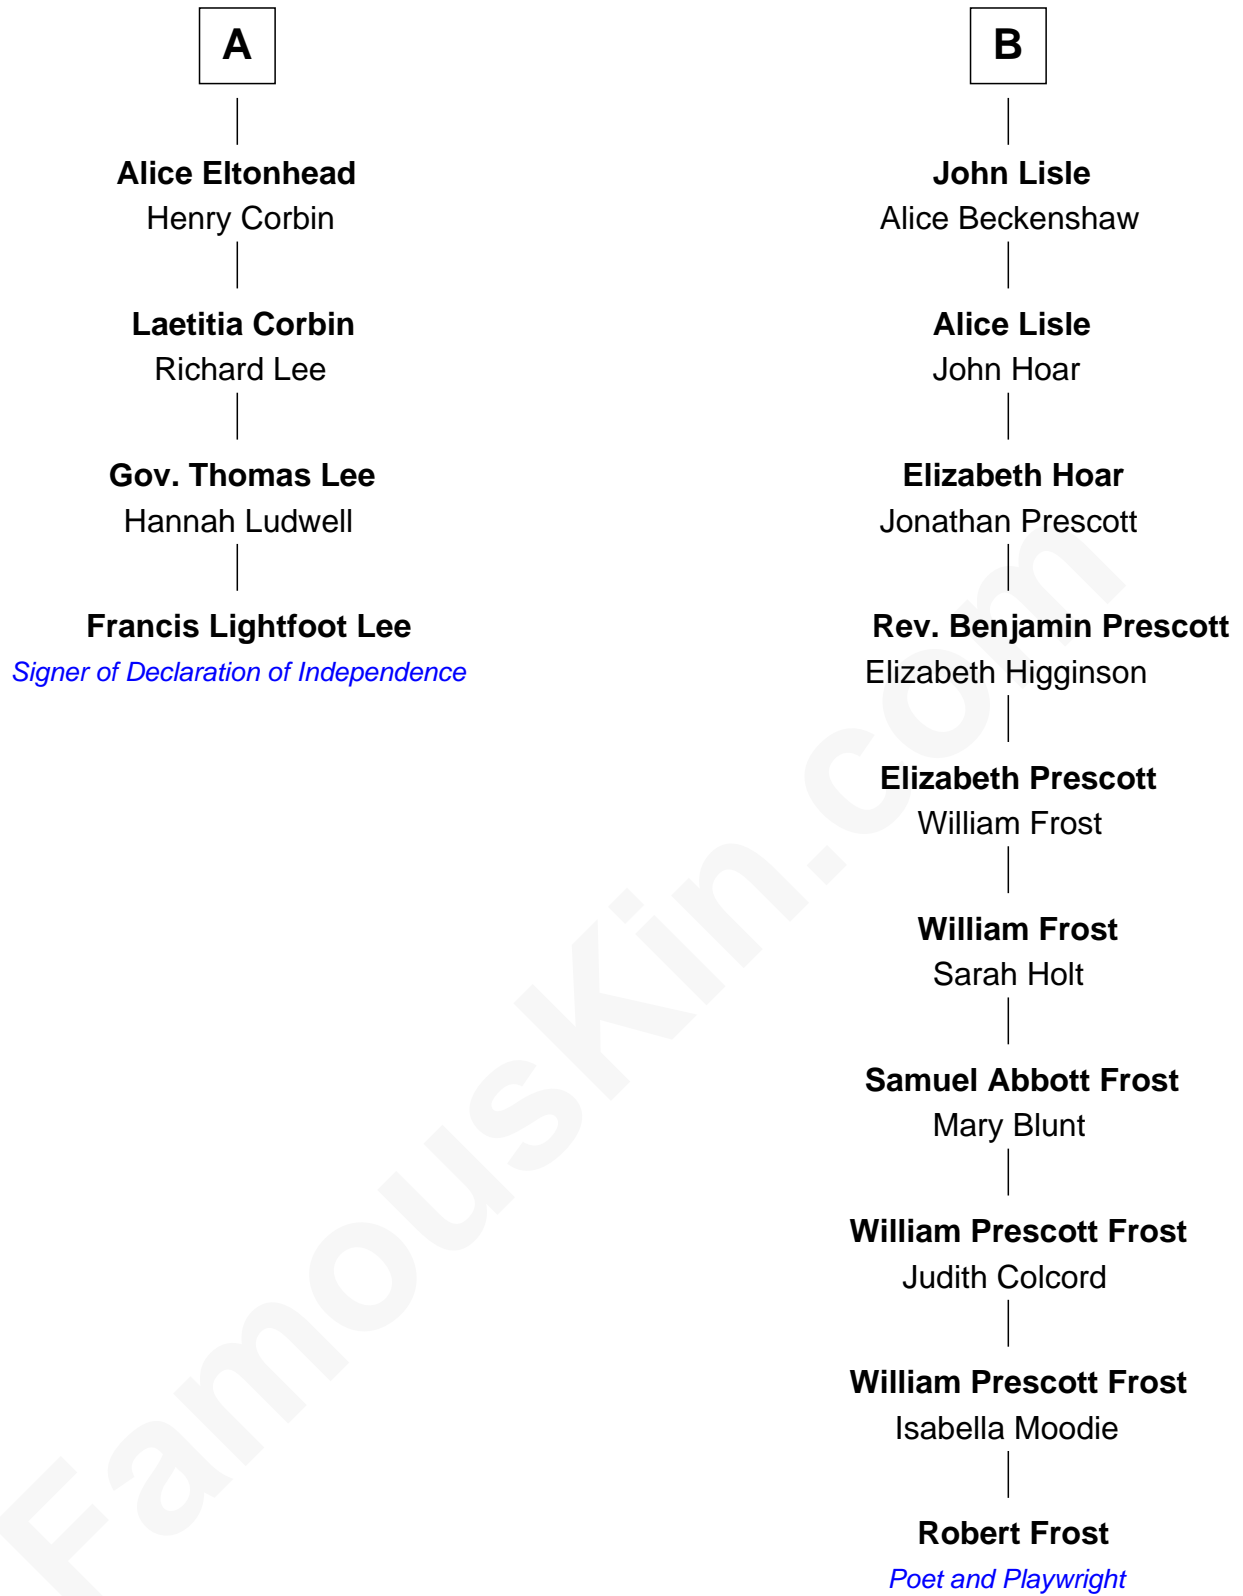 A
Alice Eltonhead
Henry Corbin
Laetitia Corbin
Richard Lee
Gov. Thomas Lee
Hannah Ludwell
Francis Lightfoot Lee
Signer of Declaration of Independence
B
John Lisle
Alice Beckenshaw
Alice Lisle
John Hoar
Elizabeth Hoar
Jonathan Prescott
Rev. Benjamin Prescott
Elizabeth Higginson
Elizabeth Prescott
William Frost
William Frost
Sarah Holt
Samuel Abbott Frost
Mary Blunt
William Prescott Frost
Judith Colcord
William Prescott Frost
Isabella Moodie
Robert Frost
Poet and Playwright
FamousKin.com